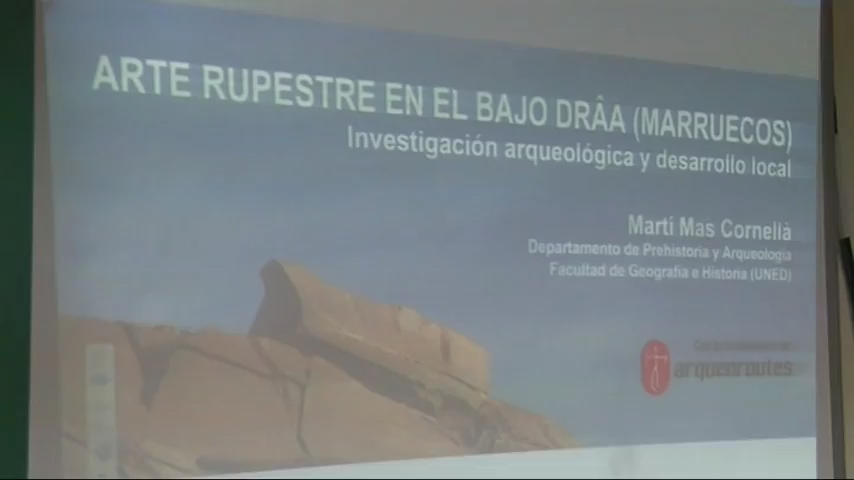 ARTE RUPESTRE EN EL BAJO DRÂA (MARRUECOS)
Investigación arqueológica y desarrollo local
Martí Mas Cornellà
Departamento de Prehistoria y Arqueología
Facultad de Geografía e Historia (UNED)
arqueoroutes